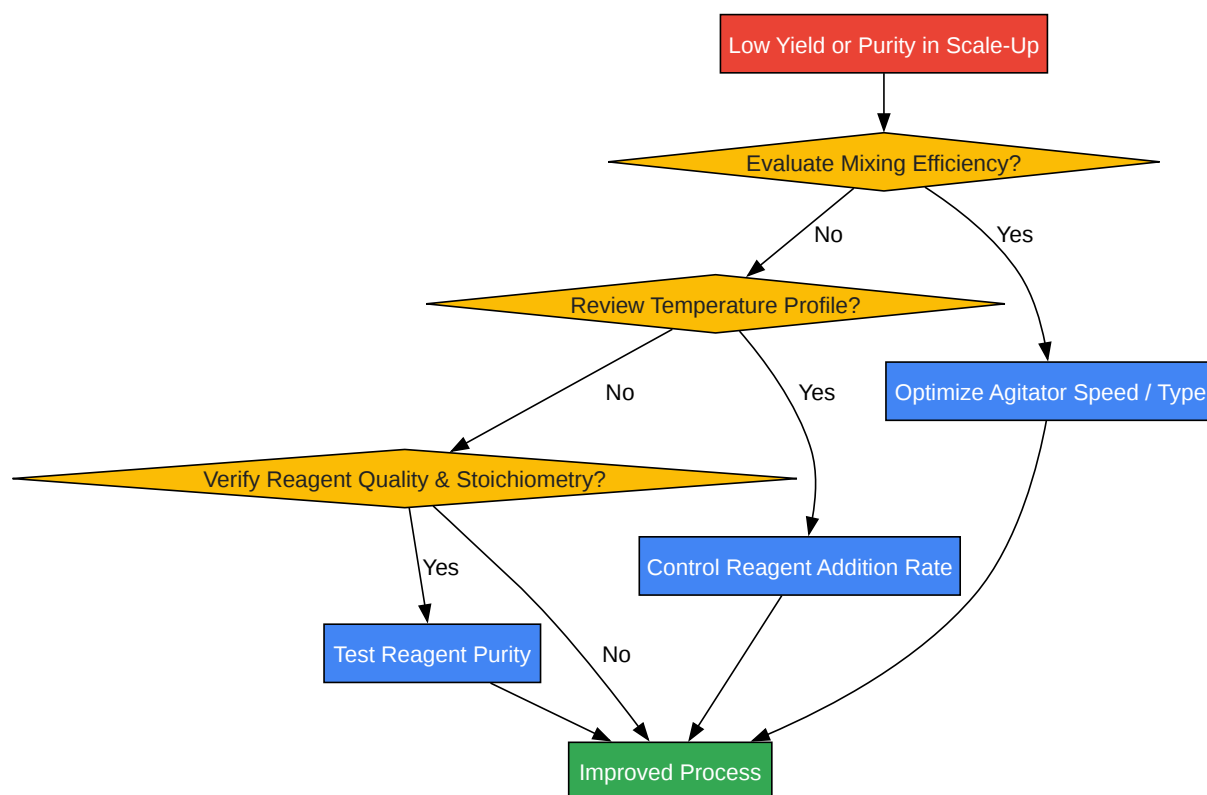 Low Yield or Purity in Scale-Up
Evaluate Mixing Efficiency?
No
Yes
Review Temperature Profile?
Optimize Agitator Speed / Type
No
Yes
Verify Reagent Quality & Stoichiometry?
Yes
Control Reagent Addition Rate
Test Reagent Purity
No
Improved Process